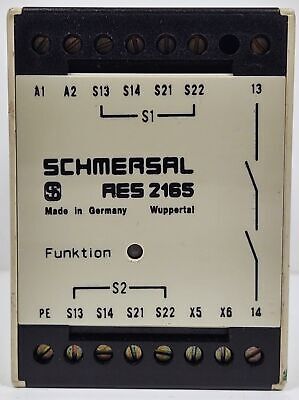 A1 A2 S13 S14 S21 S22 13
S1
SCHMERSAL
AES 2165
Made in Germany Wuppertal
Funktion
S2
PE S13 S14 S21 S22 X5 X6 14